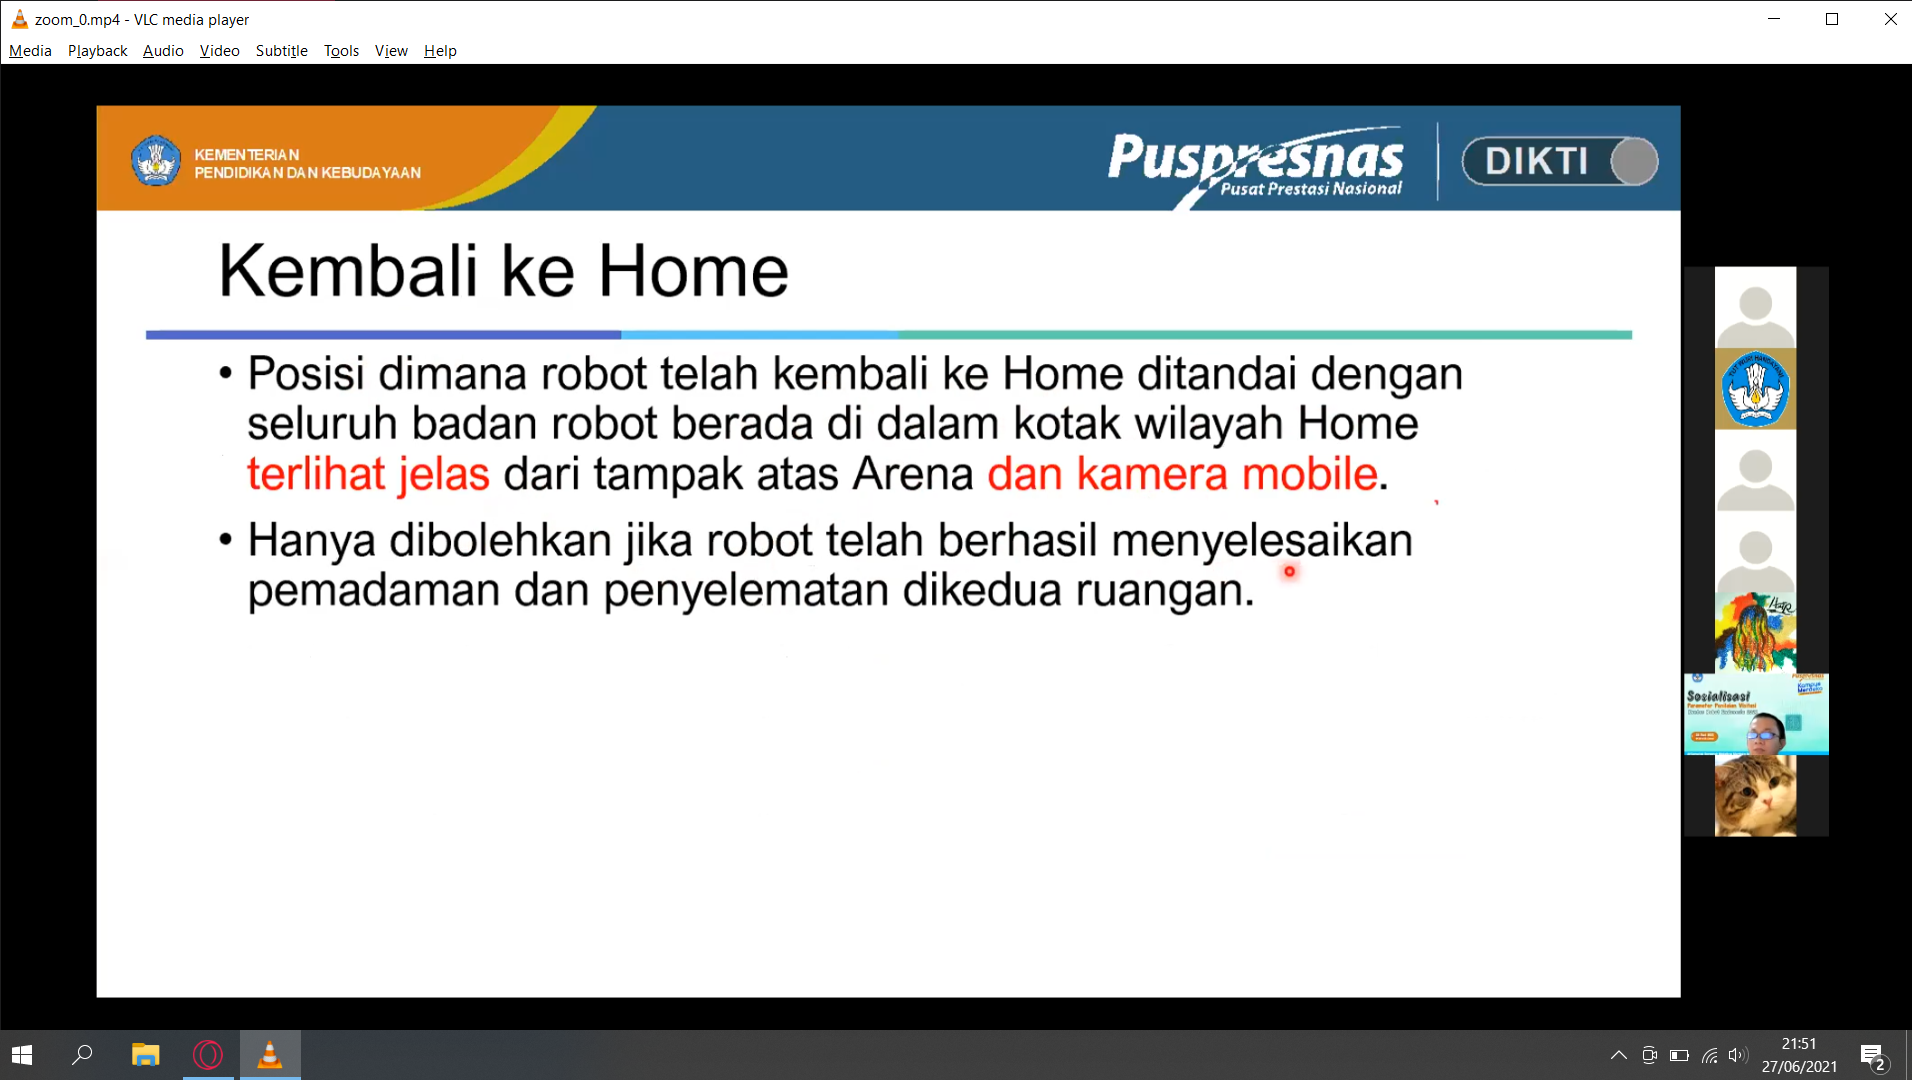 zoom_0.mp4 - VLC media player
Media Playback Audio Video Subtitle Tools View Help
KEMENTERIAN
PENDIDIKAN DAN KEBUDAYAAN
Puspresnas
Pusat Prestasi Nasional
DIKTI
Kembali ke Home
• Posisi dimana robot telah kembali ke Home ditandai dengan
seluruh badan robot berada di dalam kotak wilayah Home
terlihat jelas dari tampak atas Arena dan kamera mobile.
• Hanya dibolehkan jika robot telah berhasil menyelesaikan
pemadaman dan penyelematan dikedua ruangan.
Sosialisasi
21:51
27/06/2021
2